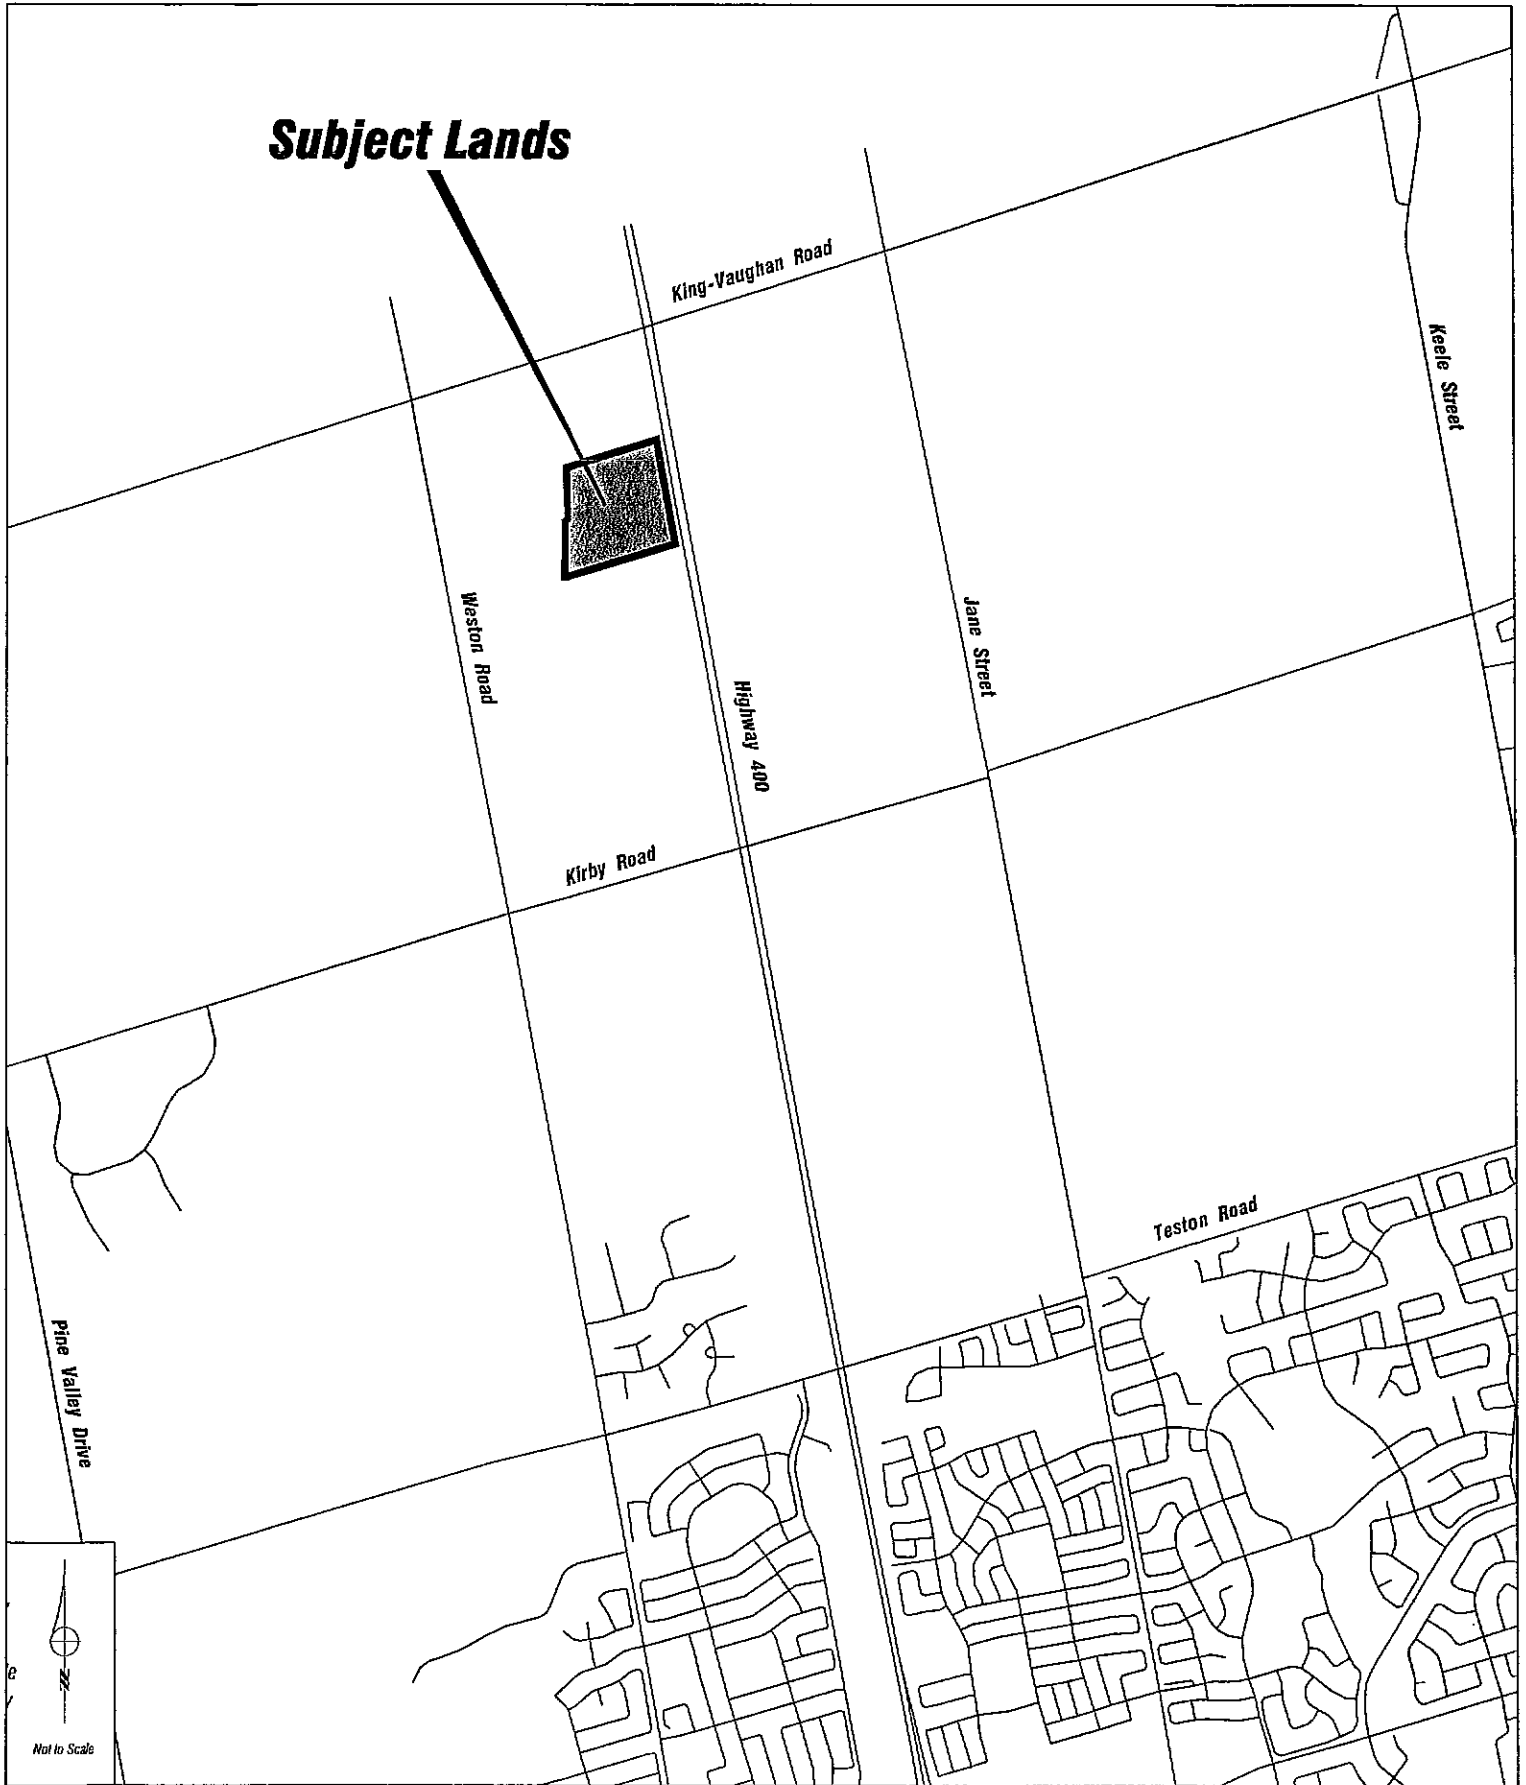 Subject Lands
King-Vaughan Road
Keele Street
Weston Road
Jane Street
Highway 400
Kirby Road
Teston Road
Pine Valley Drive
N
Not to Scale